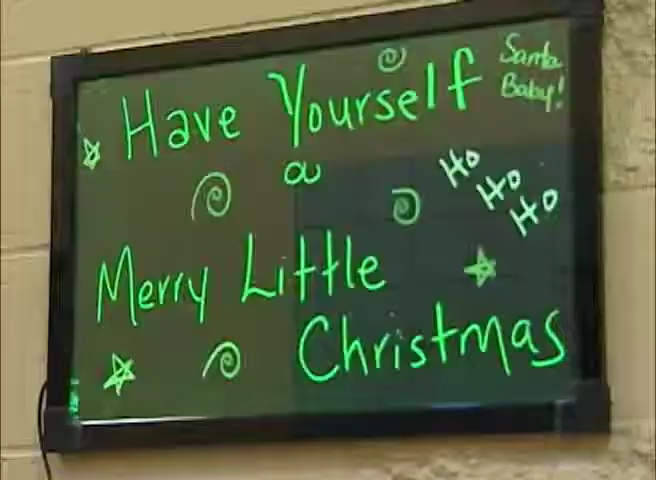 Have Yourself
a
Merry Little
Christmas
Santa
Baby!
Ho
Ho
Ho